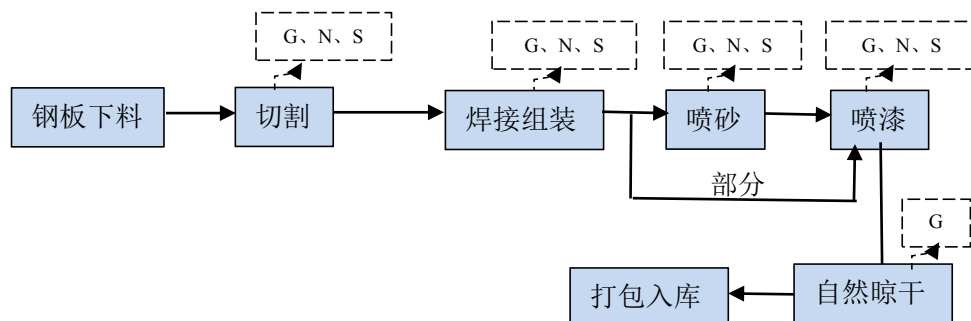 G、N、S
G、N、S
G、N、S
G、N、S
钢板下料
切割
焊接组装
喷砂
喷漆
部分
G
打包入库
自然晾干